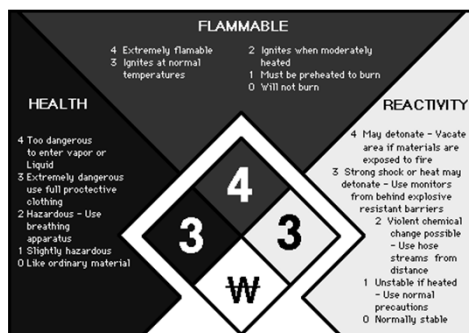 FLAMMABLE
4 Extremely flamable
3 Ignites at normal
temperatures
2 Ignites when moderately
heated
1 Must be preheated to burn
0 Will not burn
HEALTH
4 Too dangerous
to enter vapor or
Liquid
3 Extremely dangerous
use full proctective
clothing
2 Hazardous - Use
breathing
apparatus
1 Slightly hazardous
0 Like ordinary material
REACTIVITY
4 May detonate - Vacate
area if materials are
exposed to fire
3 Strong shock or heat may
detonate - Use monitors
from behind explosive
resistant barriers
2 Violent chemical
change possible
- Use hose
streams from
distance
1 Unstable if heated
- Use normal
precautions
0 Normally stable
4
3
3
W